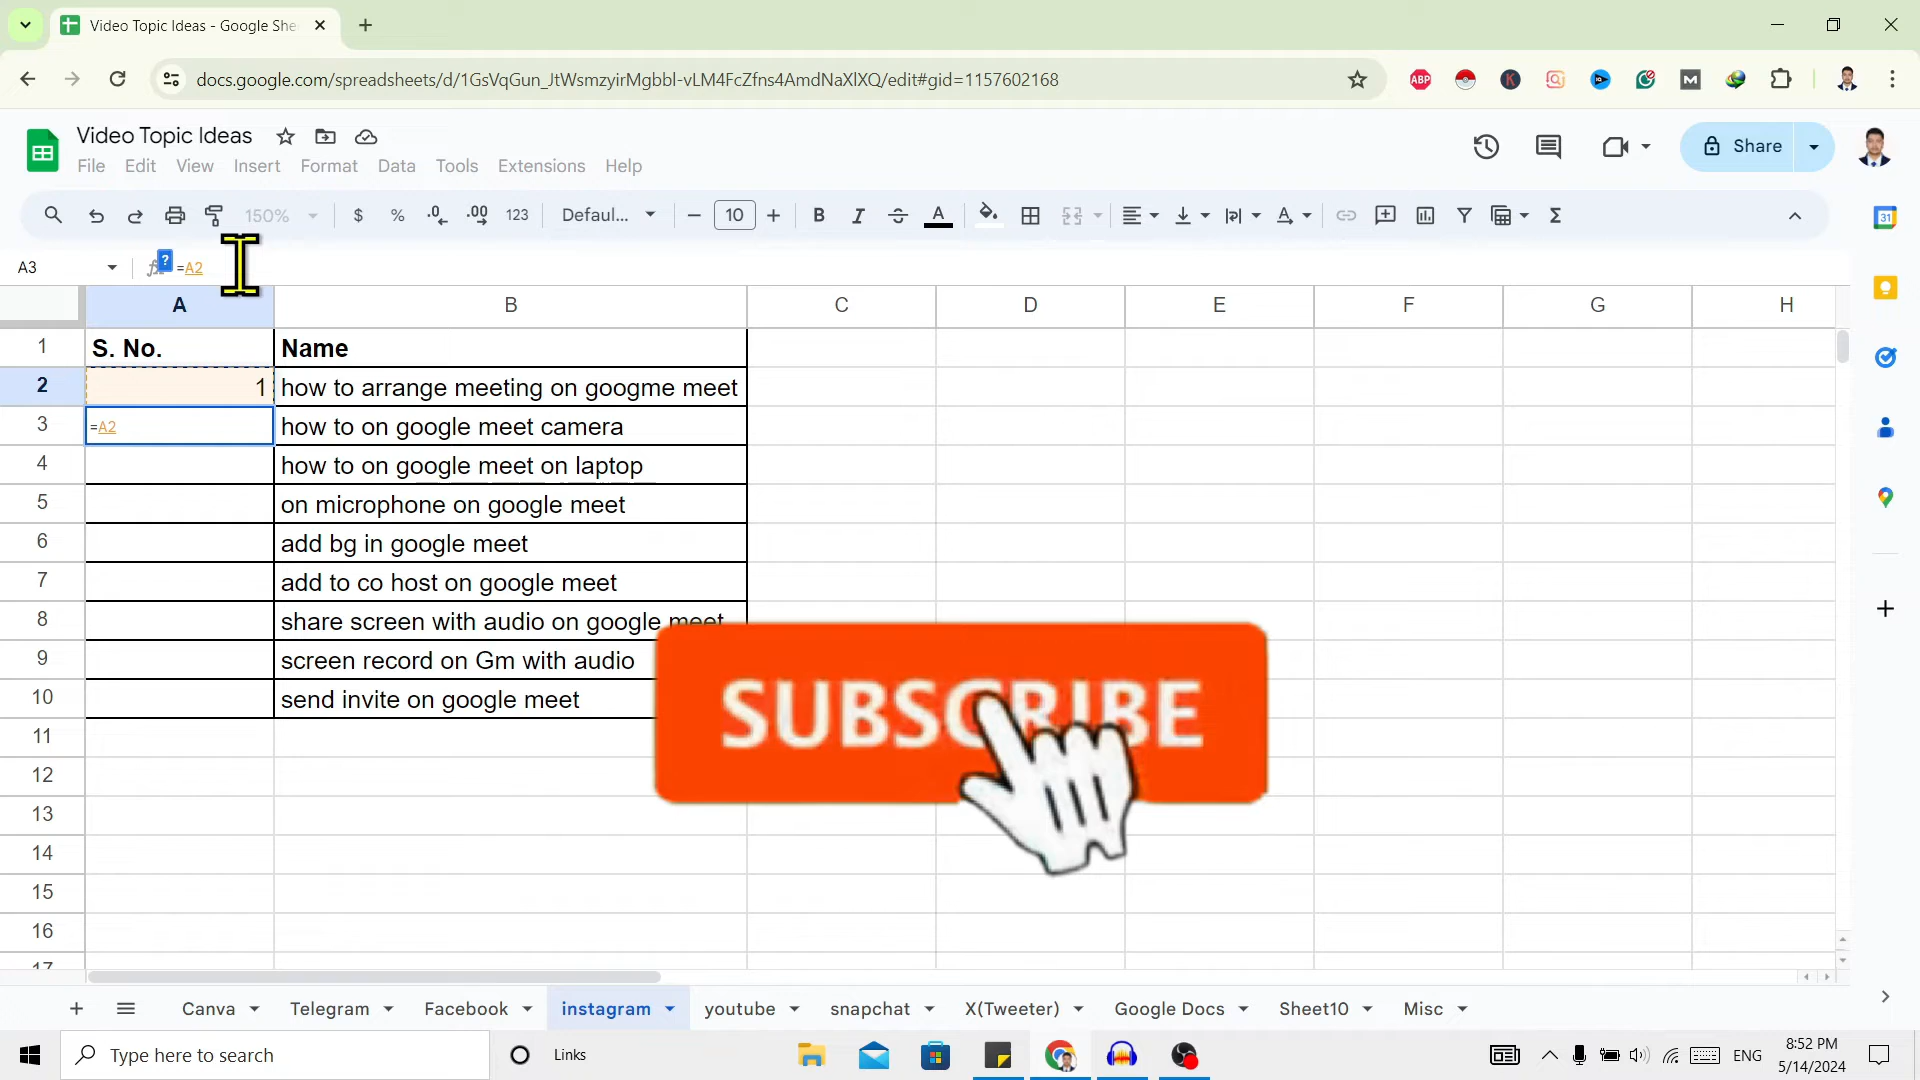 Video Topic Ideas - Google She
docs.google.com/spreadsheets/d/1GsVqGun_JtWsmzyirMgbbl-vLM4FcZfns4AmdNaXlXQ/edit#gid=1157602168
ABP
K
M
Video Topic Ideas
File Edit View Insert Format Data Tools Extensions Help
Share
150% $ % .0 .00 123 Defaul... 10 B I S A
31
A3 fx ? =A2
A B C D E F G H
1 S. No. Name
2 1 how to arrange meeting on googme meet
3 =A2 how to on google meet camera
4 how to on google meet on laptop
5 on microphone on google meet
6 add bg in google meet
7 add to co host on google meet
8 share screen with audio on google meet
9 screen record on Gm with audio
10 send invite on google meet
SUBSCRIBE
11
12
13
14
15
16
17
Canva Telegram Facebook instagram youtube snapchat X(Tweeter) Google Docs Sheet10 Misc
Type here to search
Links
ENG
8:52 PM
5/14/2024